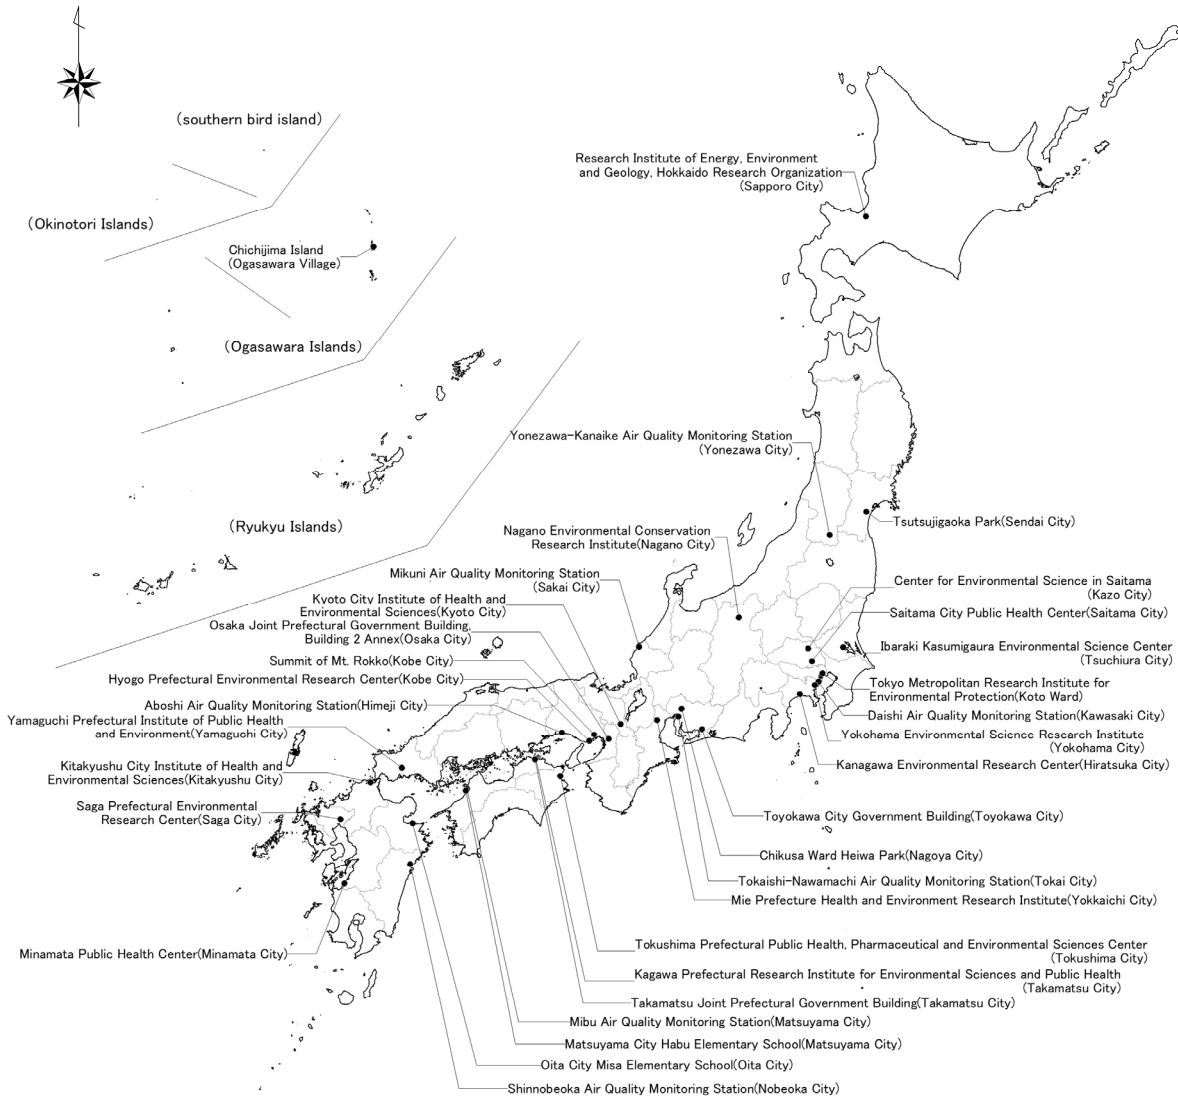 (southern bird island)
Research Institute of Energy, Environment
and Geology, Hokkaido Research Organization
(Sapporo City)
(Okinotori Islands)
Chichijima Island
(Ogasawara Village)
(Ogasawara Islands)
Yonezawa-Kanaike Air Quality Monitoring Station
(Yonezawa City)
(Ryukyu Islands)
Tsutsujigaoka Park(Sendai City)
Nagano Environmental Conservation
Research Institute(Nagano City)
Mikuni Air Quality Monitoring Station
(Sakai City)
Kyoto City Institute of Health and
Environmental Sciences(Kyoto City)
Osaka Joint Prefectural Government Building,
Building 2 Annex(Osaka City)
Summit of Mt. Rokko(Kobe City)
Hyogo Prefectural Environmental Research Center(Kobe City)
Aboshi Air Quality Monitoring Station(Himeji City)
Yamaguchi Prefectural Institute of Public Health
and Environment(Yamaguchi City)
Kitakyushu City Institute of Health and
Environmental Sciences(Kitakyushu City)
Saga Prefectural Environmental
Research Center(Saga City)
Minamata Public Health Center(Minamata City)
Center for Environmental Science in Saitama
(Kazo City)
Saitama City Public Health Center(Saitama City)
Ibaraki Kasumigaura Environmental Science Center
(Tsuchiura City)
Tokyo Metropolitan Research Institute for
Environmental Protection(Koto Ward)
Daishi Air Quality Monitoring Station(Kawasaki City)
Yokohama Environmental Science Research Institute
(Yokohama City)
Kanagawa Environmental Research Center(Hiratsuka City)
Toyokawa City Government Building(Toyokawa City)
Chikusa Ward Heiwa Park(Nagoya City)
Tokaishi-Nawamachi Air Quality Monitoring Station(Tokai City)
Mie Prefecture Health and Environment Research Institute(Yokkaichi City)
Tokushima Prefectural Public Health, Pharmaceutical and Environmental Sciences Center
(Tokushima City)
Kagawa Prefectural Research Institute for Environmental Sciences and Public Health
(Takamatsu City)
Takamatsu Joint Prefectural Government Building(Takamatsu City)
Mibu Air Quality Monitoring Station(Matsuyama City)
Matsuyama City Habu Elementary School(Matsuyama City)
Oita City Misa Elementary School(Oita City)
Shinnobeoka Air Quality Monitoring Station(Nobeoka City)